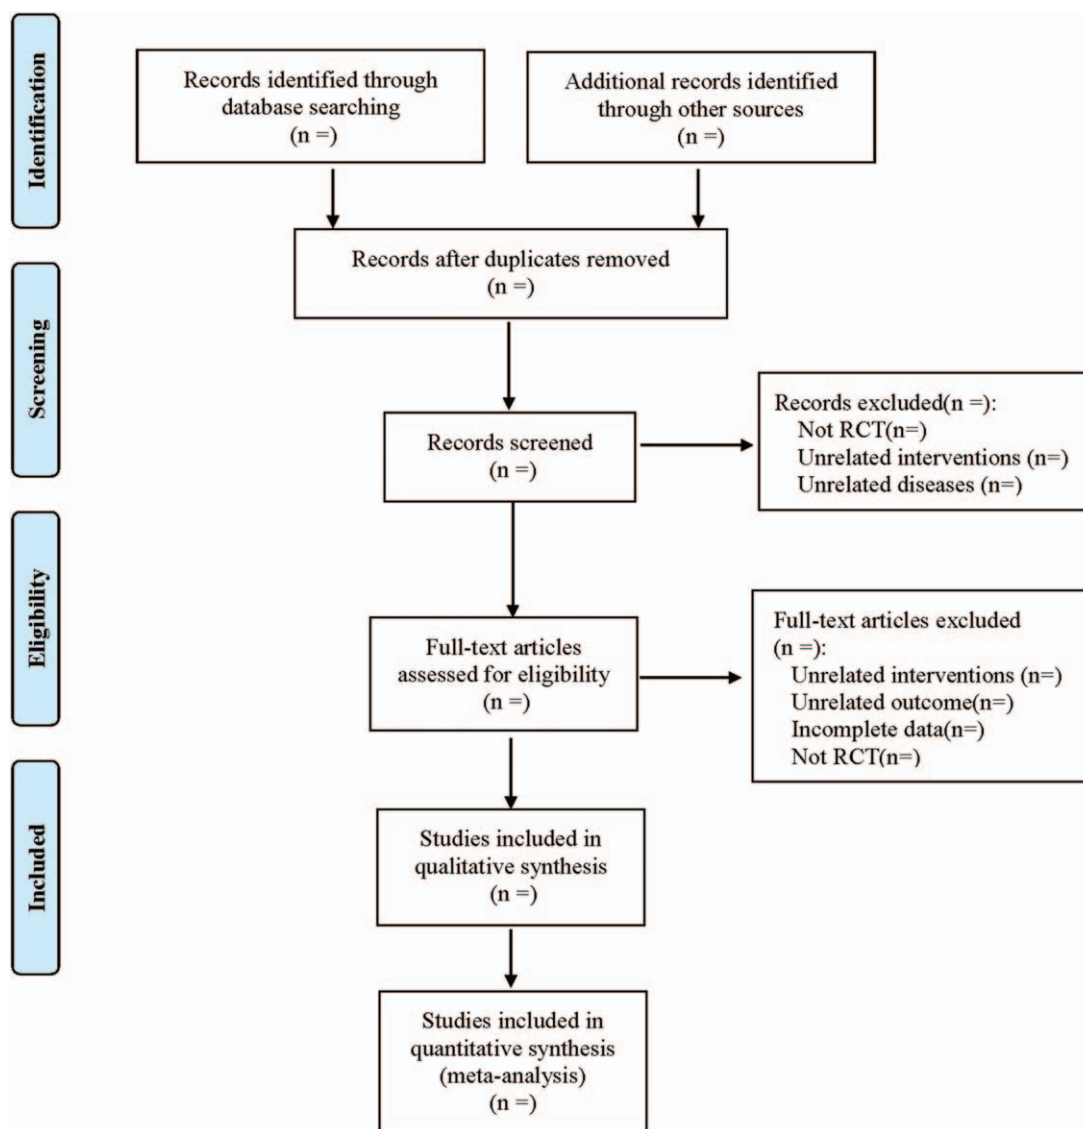 Identification
Records identified through
database searching
(n =)
Additional records identified
through other sources
(n =)
Records after duplicates removed
(n =)
Screening
Records screened
(n =)
Records excluded(n =):
Not RCT(n=)
Unrelated interventions (n=)
Unrelated diseases (n=)
Eligibility
Full-text articles
assessed for eligibility
(n =)
Full-text articles excluded
(n =):
Unrelated interventions (n=)
Unrelated outcome(n=)
Incomplete data(n=)
Not RCT(n=)
Included
Studies included in
qualitative synthesis
(n =)
Studies included in
quantitative synthesis
(meta-analysis)
(n =)